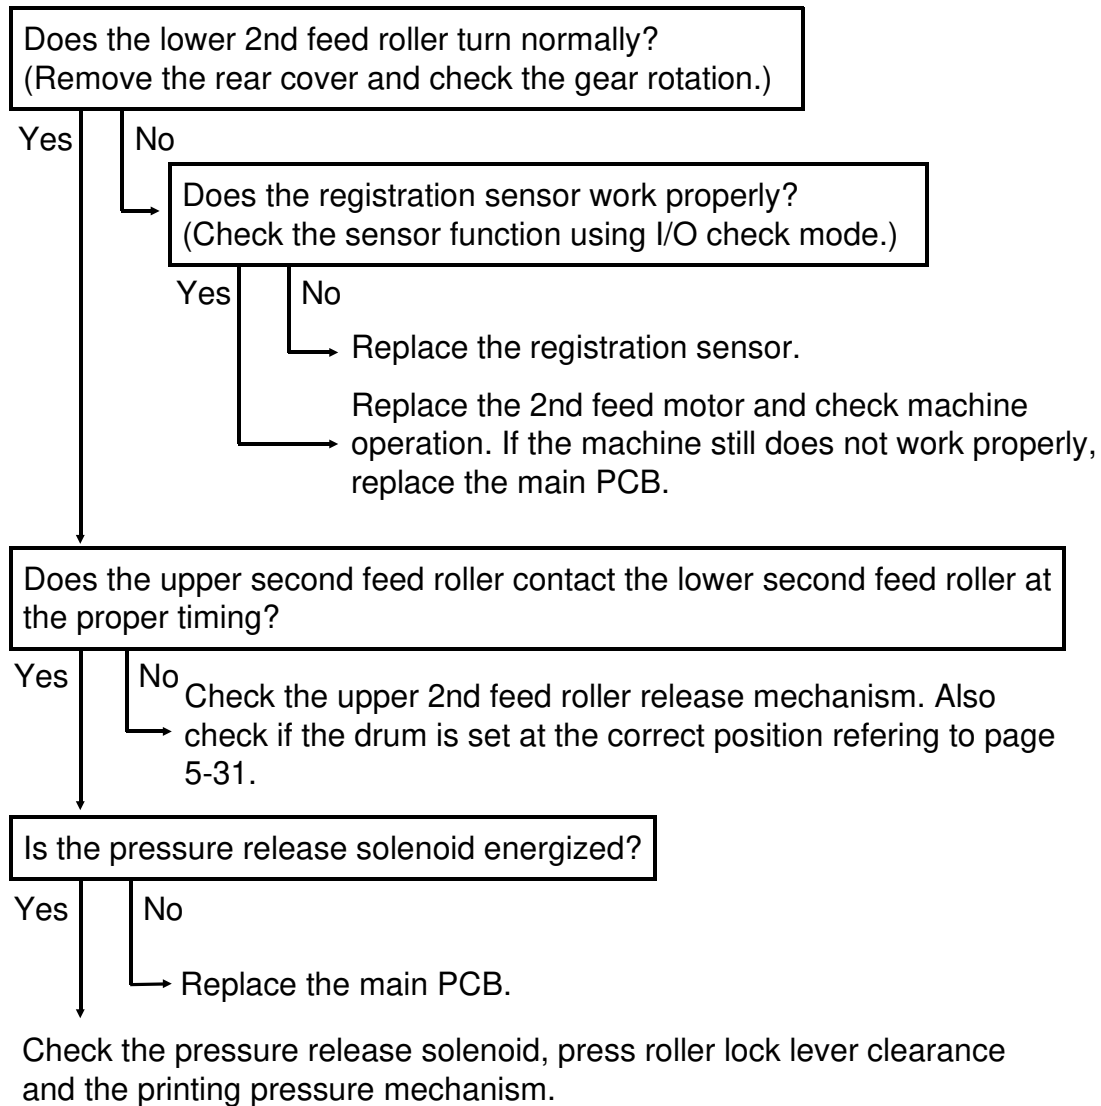 Does the lower 2nd feed roller turn normally?
(Remove the rear cover and check the gear rotation.)
Yes
No
Does the registration sensor work properly?
(Check the sensor function using I/O check mode.)
Yes
No
Replace the registration sensor.
Replace the 2nd feed motor and check machine
operation. If the machine still does not work properly,
replace the main PCB.
Does the upper second feed roller contact the lower second feed roller at
the proper timing?
Yes
No
Check the upper 2nd feed roller release mechanism. Also
check if the drum is set at the correct position refering to page
5-31.
Is the pressure release solenoid energized?
Yes
No
Replace the main PCB.
Check the pressure release solenoid, press roller lock lever clearance
and the printing pressure mechanism.